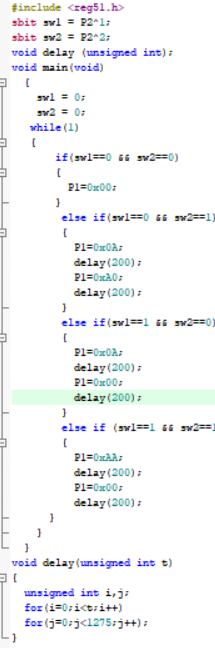 #include <reg51.h>
sbit sw1 = P2^1;
sbit sw2 = P2^2;
void delay (unsigned int);
void main(void)
{
sw1 = 0;
sw2 = 0;
while(1)
{
if(sw1==0 && sw2==0)
{
P1=0x00;
}
else if(sw1==0 && sw2==1)
{
P1=0x0A;
delay(200);
P1=0xA0;
delay(200);
}
else if(sw1==1 && sw2==0)
{
P1=0x0A;
delay(200);
P1=0x00;
delay(200);
}
else if (sw1==1 && sw2==1
{
P1=0xAA;
delay(200);
P1=0x00;
delay(200);
}
}
}
void delay(unsigned int t)
{
unsigned int i,j;
for(i=0;i<t;i++)
for(j=0;j<1275;j++);
}